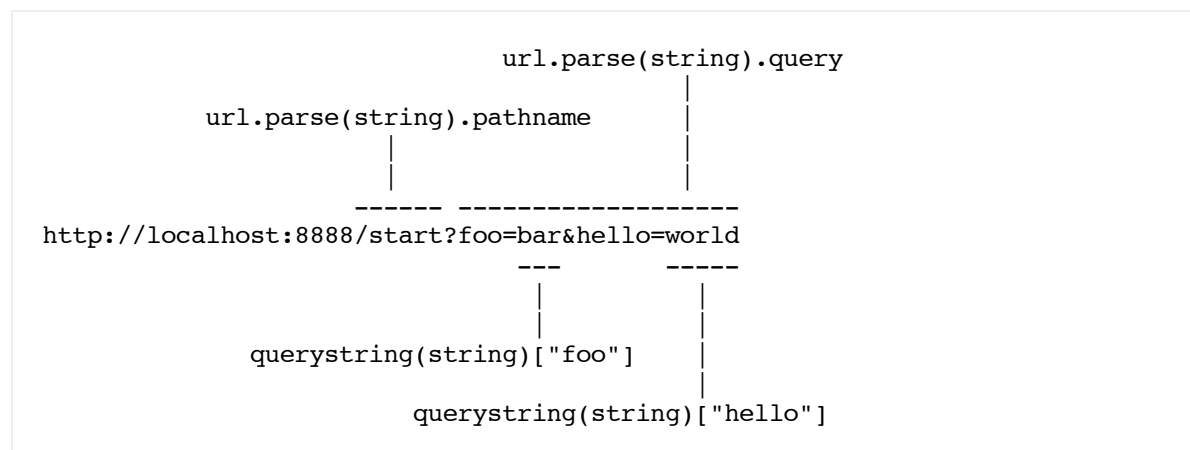 url.parse(string).query
url.parse(string).pathname
------ -------------------
http://localhost:8888/start?foo=bar&hello=world
--- -----
querystring(string)["foo"]
querystring(string)["hello"]